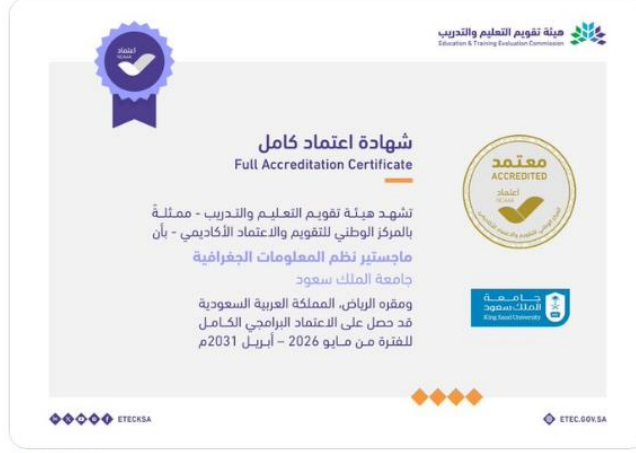 هيئة تقويم التعليم والتدريب
Education & Training Evaluation Commission
اعتماد
NCAAA
شهادة اعتماد كامل
Full Accreditation Certificate
معتمد
ACCREDITED
اعتماد
NCAAA
تشهد هيئة تقويم التعليم والتدريب - ممثلةً
بالمركز الوطني للتقويم والاعتماد الأكاديمي - بأن
ماجستير نظم المعلومات الجغرافية
جامعة الملك سعود
ومقره الرياض، المملكة العربية السعودية
قد حصل على الاعتماد البرامجي الكامل
للفترة من مايو 2026 – أبريل 2031م
جامعة
الملك سعود
King Saud University
ETECKSA
ETEC.GOV.SA